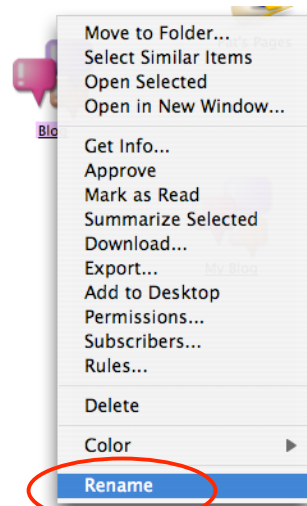 Move to Folder...
Select Similar Items
Open Selected
Open in New Window...
Blo
Get Info...
Approve
Mark as Read
Summarize Selected
Download...
Export...
My Blog
Add to Desktop
Permissions...
Subscribers...
Rules...
Delete
Color
Rename